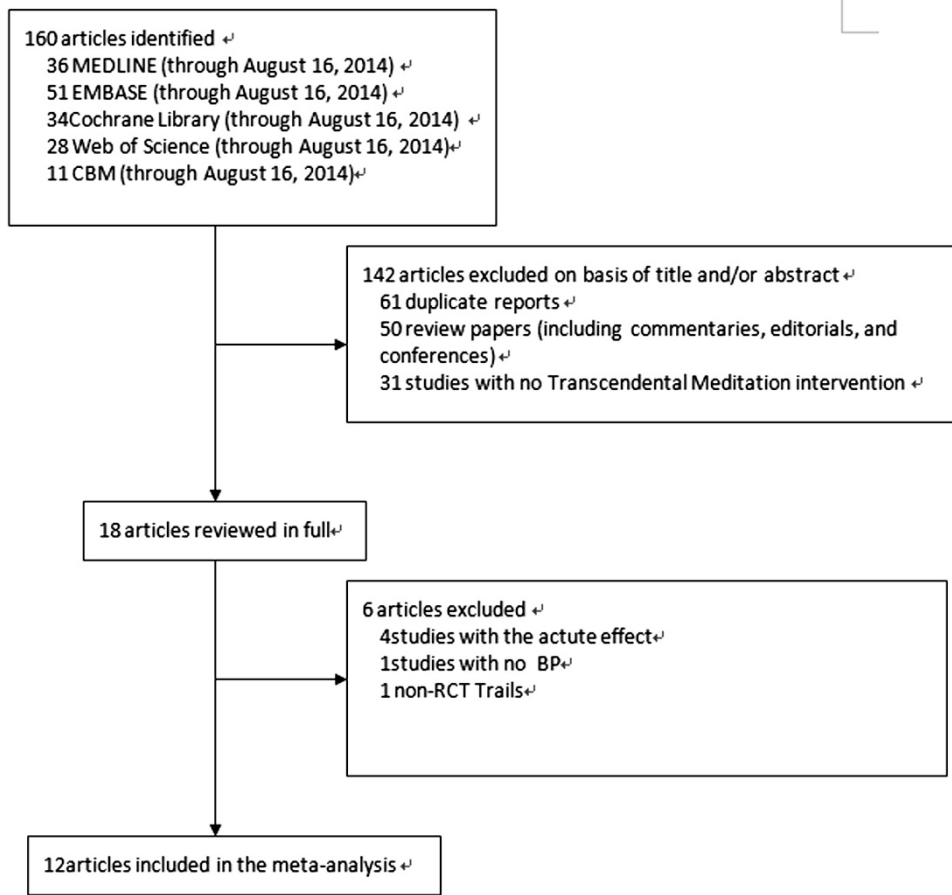 160 articles identified ↵
36 MEDLINE (through August 16, 2014) ↵
51 EMBASE (through August 16, 2014) ↵
34Cochrane Library (through August 16, 2014) ↵
28 Web of Science (through August 16, 2014)↵
11 CBM (through August 16, 2014)↵
142 articles excluded on basis of title and/or abstract ↵
61 duplicate reports ↵
50 review papers (including commentaries, editorials, and
conferences) ↵
31 studies with no Transcendental Meditation intervention ↵
18 articles reviewed in full↵
6 articles excluded ↵
4studies with the actute effect↵
1studies with no BP↵
1 non-RCT Trails↵
12articles included in the meta-analysis ↵